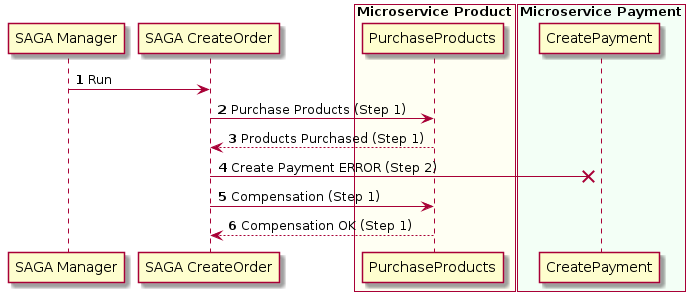 Microservice Product
Microservice Payment
SAGA Manager
SAGA CreateOrder
PurchaseProducts
CreatePayment
1 Run
2 Purchase Products (Step 1)
3 Products Purchased (Step 1)
4 Create Payment ERROR (Step 2)
5 Compensation (Step 1)
6 Compensation OK (Step 1)
SAGA Manager
SAGA CreateOrder
PurchaseProducts
CreatePayment